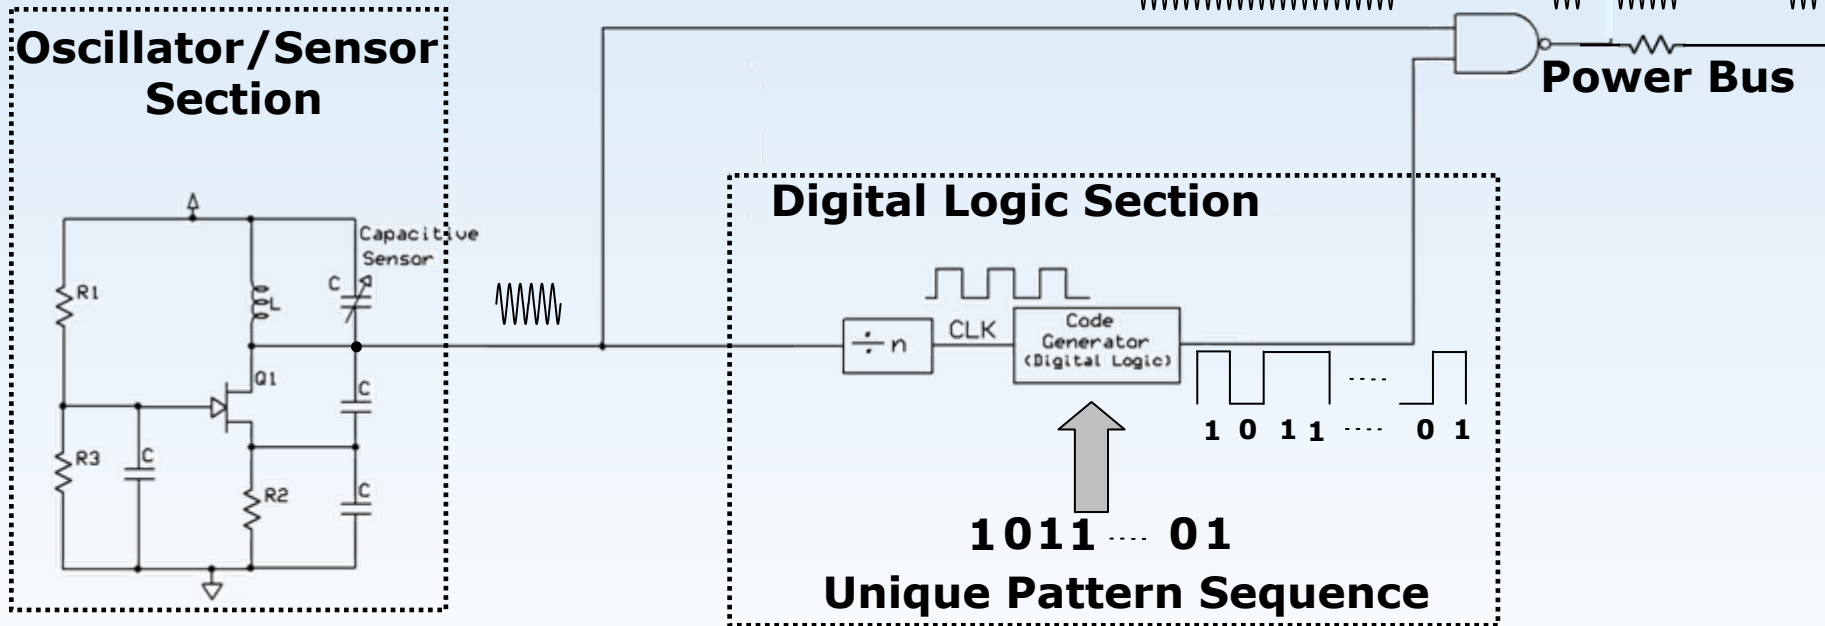 Oscillator/Sensor
Section
Power Bus
Digital Logic Section
Capacitive
Sensor
C
R1
L
÷ n
CLK
Code
Generator
(Digital Logic)
Q1
C
1 0 1 1 ···· 0 1
R3
C
R2
C
1011 ···· 01
Unique Pattern Sequence